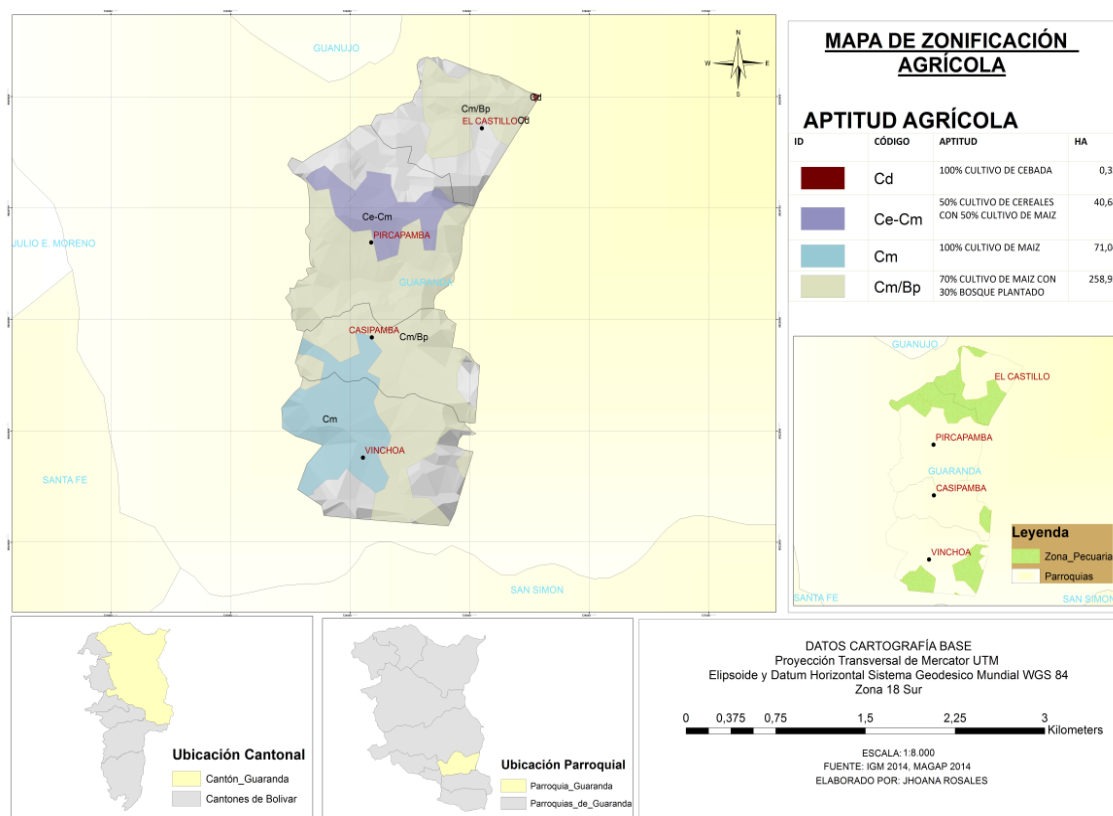 GUANUJO
N
W
E
S
Cd
Cm/Bp
EL CASTILLO
Cd
Ce-Cm
JULIO E. MORENO
PIRCAPAMBA
GUARANDA
CASIPAMBA
Cm/Bp
Cm
VINCHOA
SANTA FE
SAN SIMON
MAPA DE ZONIFICACIÓN
AGRÍCOLA
APTITUD AGRÍCOLA
ID CÓDIGO APTITUD HA
Cd 100% CULTIVO DE CEBADA
Ce-Cm 50% CULTIVO DE CEREALES
CON 50% CULTIVO DE MAIZ
Cm 100% CULTIVO DE MAIZ
Cm/Bp 70% CULTIVO DE MAIZ CON
30% BOSQUE PLANTADO
GUANUJO
EL CASTILLO
PIRCAPAMBA
GUARANDA
CASIPAMBA
VINCHOA
SANTA FE
SAN SIMON
Leyenda
Zona_Pecuaria
Parroquias
Ubicación Cantonal
Cantón_Guaranda
Cantones de Bolivar
Ubicación Parroquial
Parroquia_Guaranda
Parroquias_de_Guaranda
DATOS CARTOGRAFÍA BASE
Proyección Transversal de Mercator UTM
Elipsoide y Datum Horizontal Sistema Geodesico Mundial WGS 84
Zona 18 Sur
0 0,375 0,75 1,5 2,25 3
Kilometers
ESCALA: 1:8.000
FUENTE: IGM 2014, MAGAP 2014
ELABORADO POR: JHOANA ROSALES